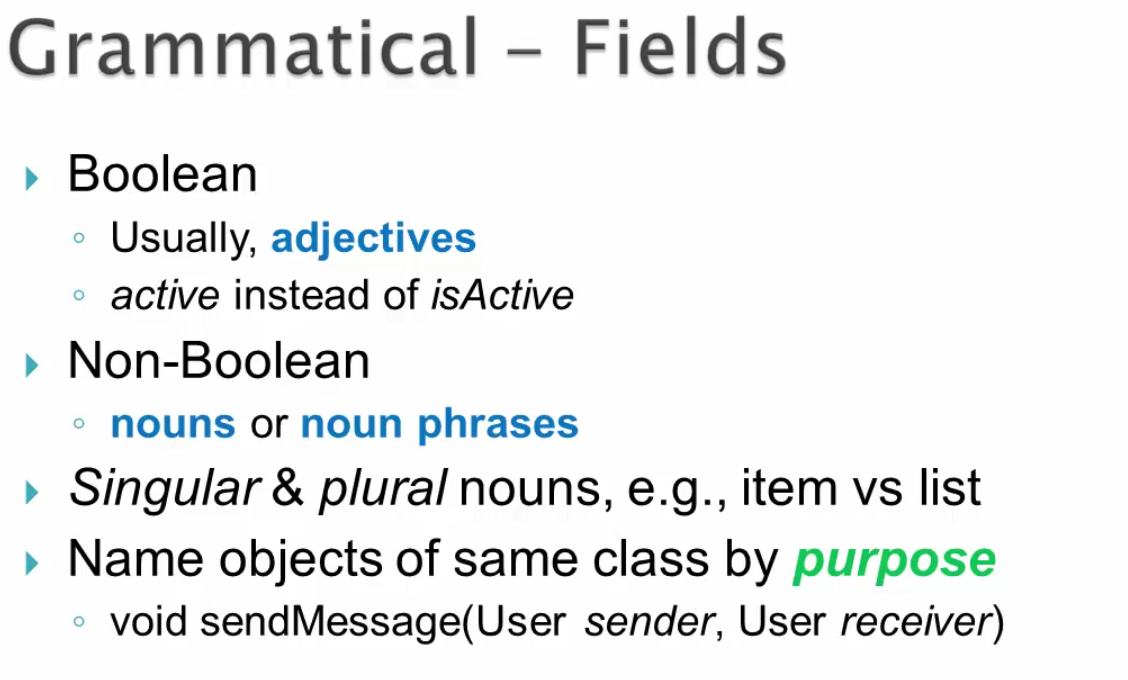 Grammatical – Fields
Boolean
Usually, adjectives
active instead of isActive
Non-Boolean
nouns or noun phrases
Singular & plural nouns, e.g., item vs list
Name objects of same class by purpose
void sendMessage(User sender, User receiver)